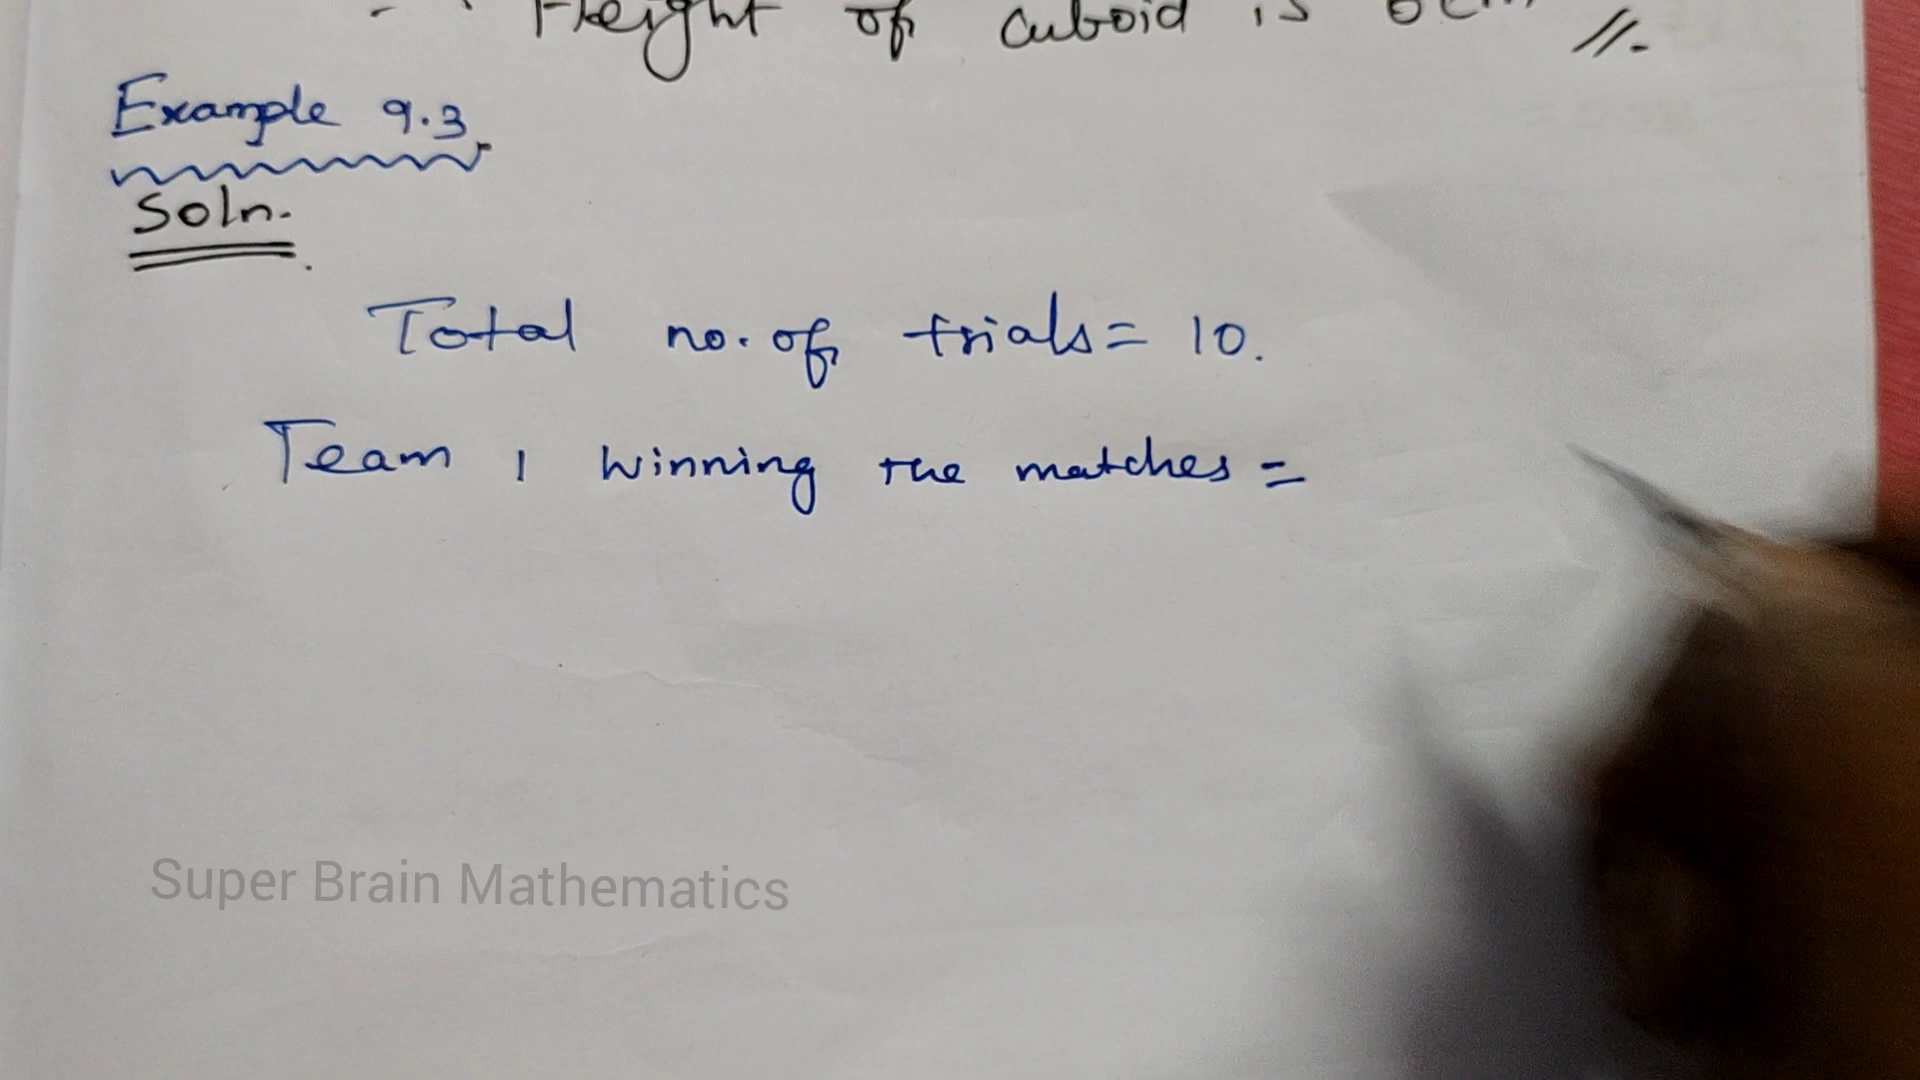 Height of cuboid is
Example 9.3.
Soln.
Total no. of trials = 10.
Team 1 winning the matches =
Super Brain Mathematics